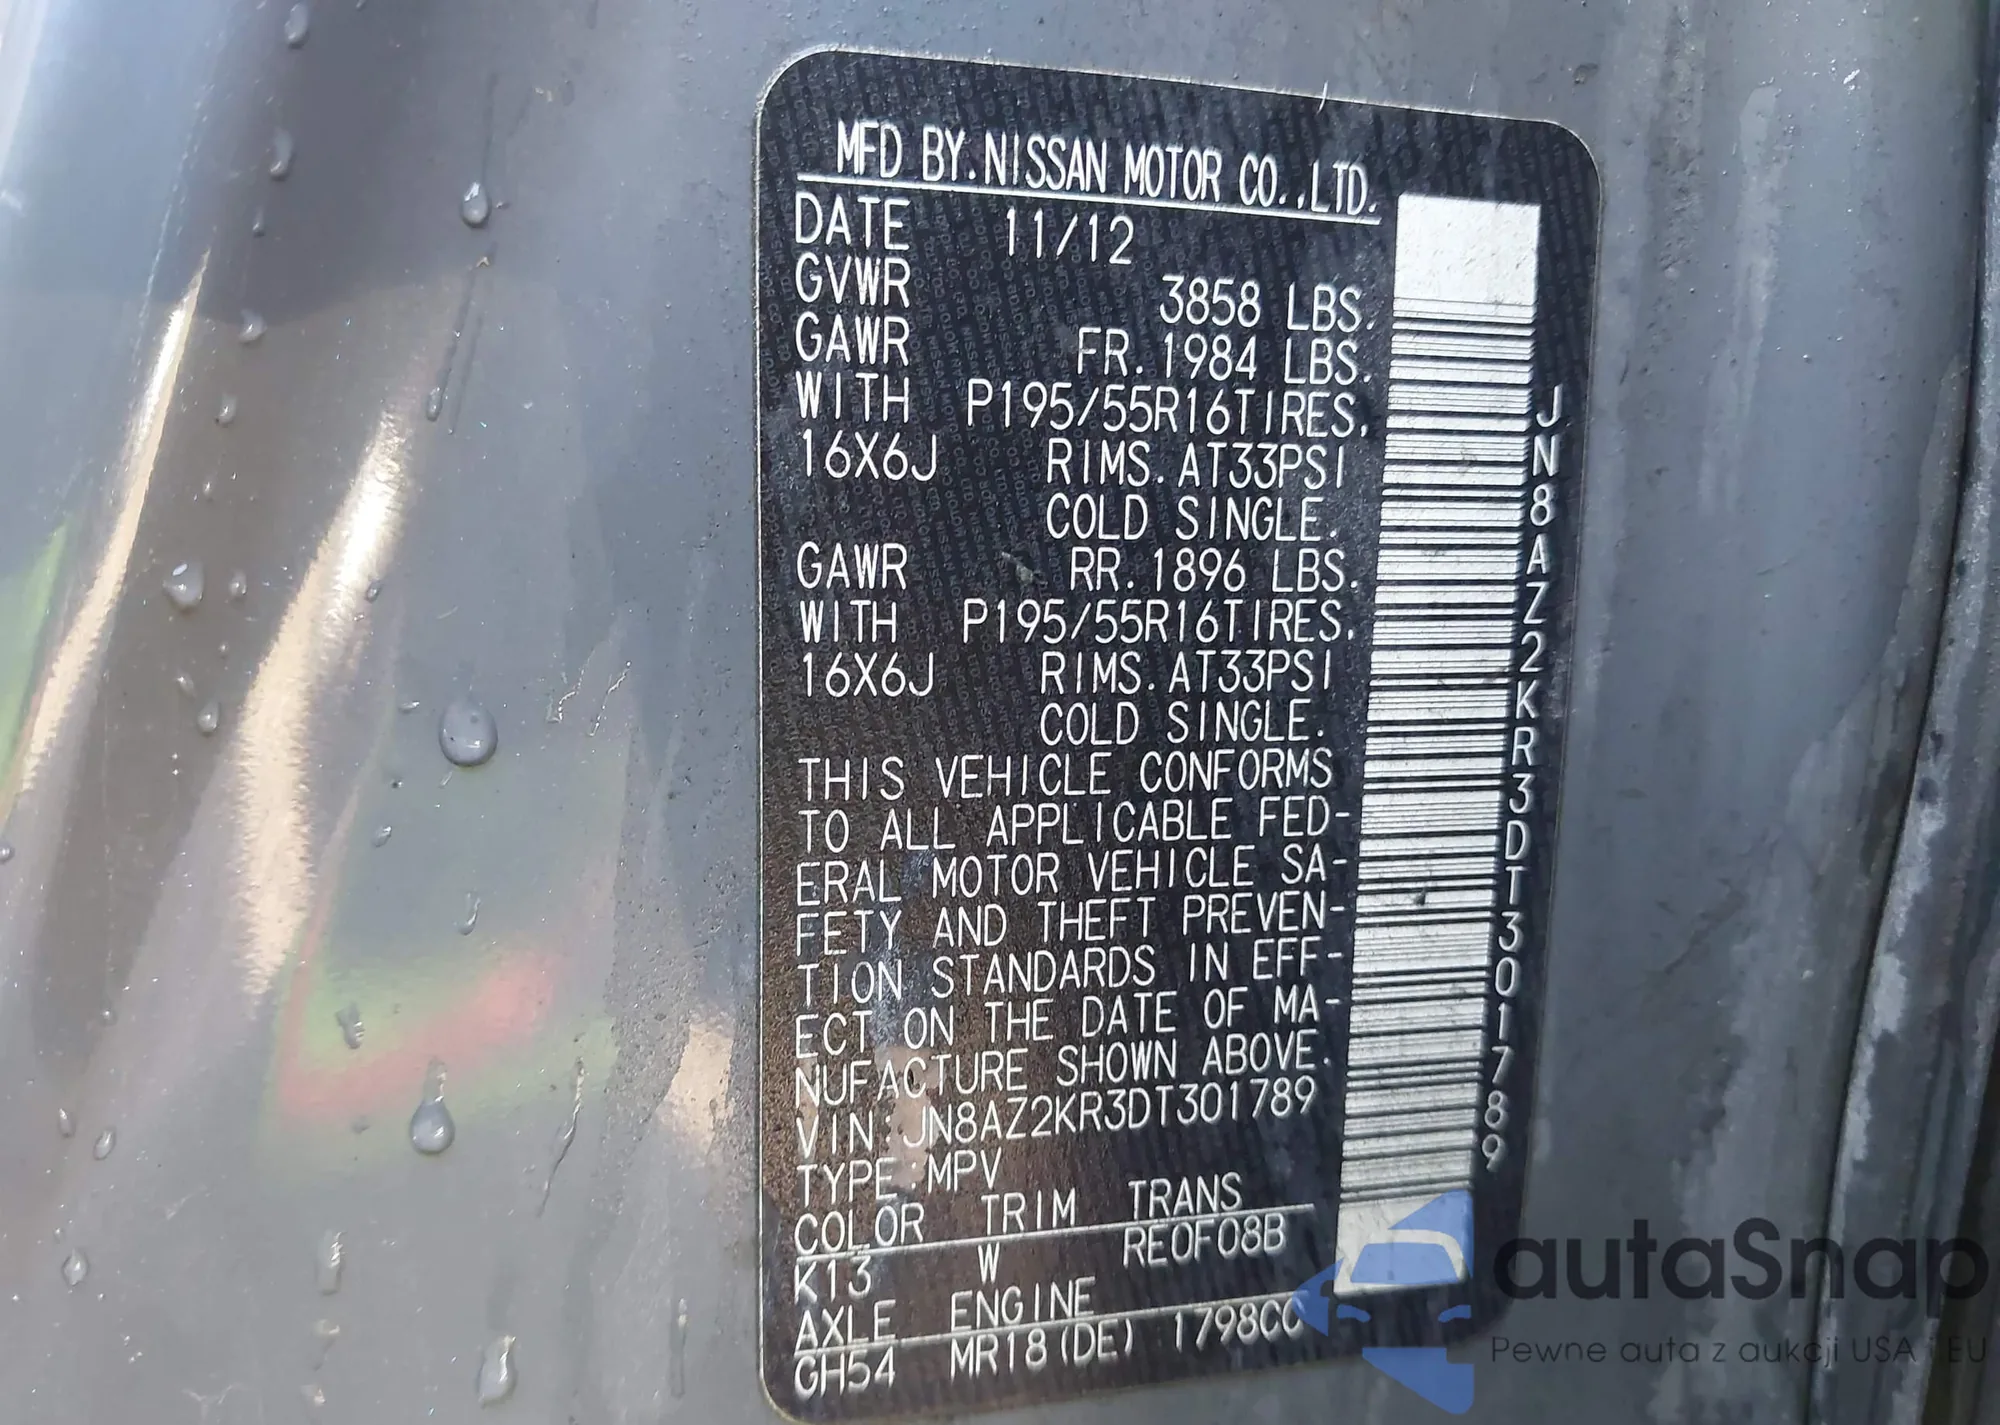 MFD BY.NISSAN MOTOR CO.,LTD.
DATE 11/12
GVWR 3858 LBS.
GAWR FR. 1984 LBS.
WITH P195/55R16TIRES,
16X6J RIMS. AT33PSI
COLD SINGLE.
GAWR RR. 1896 LBS.
WITH P195/55R16TIRES.
16X6J RIMS. AT33PSI
COLD SINGLE.
THIS VEHICLE CONFORMS
TO ALL APPLICABLE FED-
ERAL MOTOR VEHICLE SA-
FETY AND THEFT PREVEN-
TION STANDARDS IN EFF-
ECT ON THE DATE OF MA-
NUFACTURE SHOWN ABOVE.
VIN:JN8AZ2KR3DT301789
TYPE:MPV
COLOR TRIM TRANS
K13 W RE0F08B
AXLE ENGINE
GH54 MR18(DE) 1798CC
JN8AZ2KR3DT301789
autaSnap
Pewne auta z aukcji USA i EU